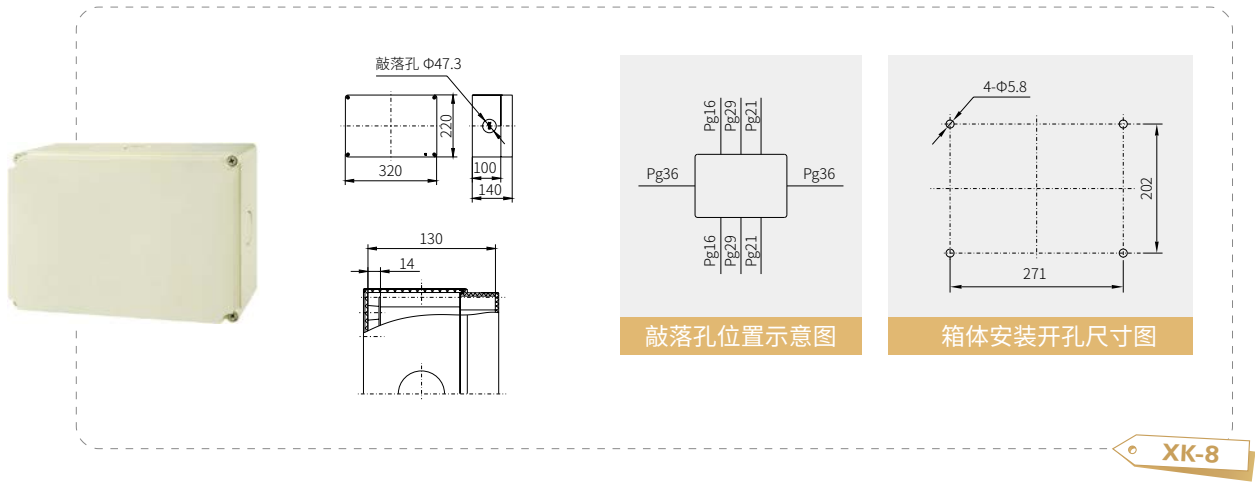 敲落孔 Φ47.3
220
320
100
140
130
14
Pg16
Pg29
Pg21
Pg36
Pg36
Pg16
Pg29
Pg21
敲落孔位置示意图
4-Φ5.8
202
271
箱体安装开孔尺寸图
XK-8